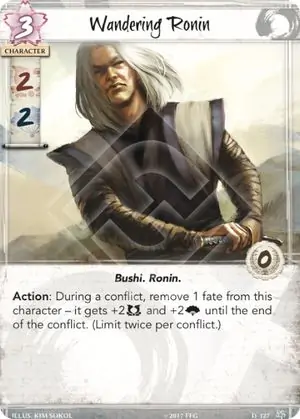 3
Wandering Ronin
CHARACTER
2
2
0
Bushi. Ronin.
Action: During a conflict, remove 1 fate from this
character – it gets +2 and +2 until the end
of the conflict. (Limit twice per conflict.)
ILLUS. KIM SOKOL ©2017 FFG 127